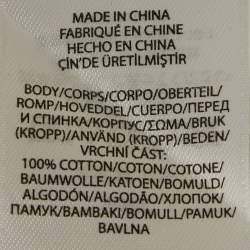 MADE IN CHINA
FABRIQUÉ EN CHINE
HECHO EN CHINA
ÇİN'DE ÜRETİLMİŞTİR
BODY/CORPS/CORPO/OBERTEIL/
ROMP/HOVEDDEL/CUERPO/ПЕРЕД
И СПИНКА/КОРПУС/ΣΩΜΑ/BRUK
(KROPP)/ANVÄND (KROPP)/BEDEN/
VRCHNÍ ČÁST:
100% COTTON/COTON/COTONE/
BAUMWOLLE/KATOEN/BOMULD/
ALGODÓN/ALGODÃO/ХЛОПОК/
ПАМУК/BAMBAKI/BOMULL/PAMUK/
BAVLNA